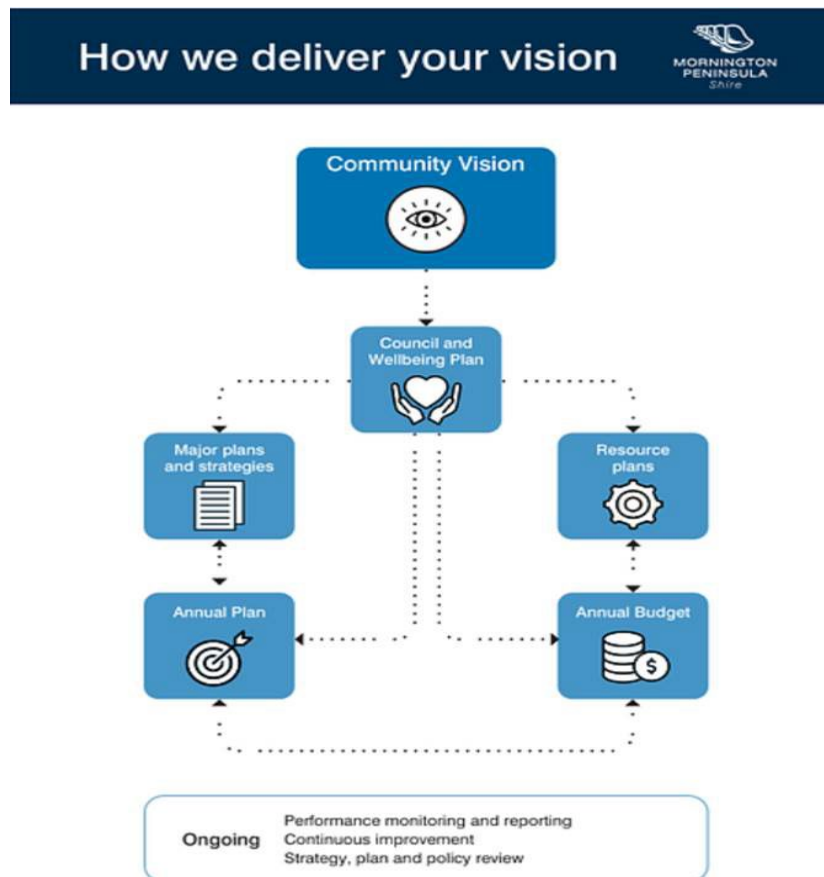 How we deliver your vision
MORNINGTON
PENINSULA
Shire
Community Vision
Council and
Wellbeing Plan
Major plans
and strategies
Resource
plans
Annual Plan
Annual Budget
$
Ongoing
Performance monitoring and reporting
Continuous improvement
Strategy, plan and policy review